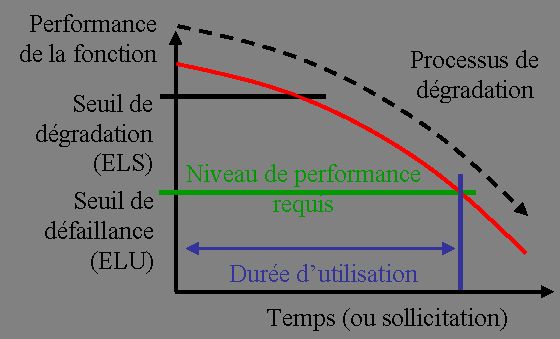 Performance
de la fonction
Processus de
dégradation
Seuil de
dégradation
(ELS)
Niveau de performance
requis
Seuil de
défaillance
(ELU)
Durée d'utilisation
Temps (ou sollicitation)